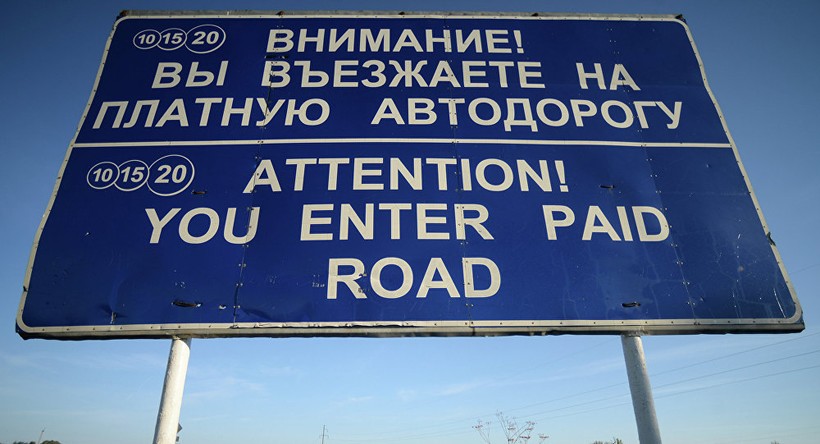 10 15 20 ВНИМАНИЕ!
ВЫ ВЪЕЗЖАЕТЕ НА
ПЛАТНУЮ АВТОДОРОГУ
10 15 20 ATTENTION!
YOU ENTER PAID
ROAD